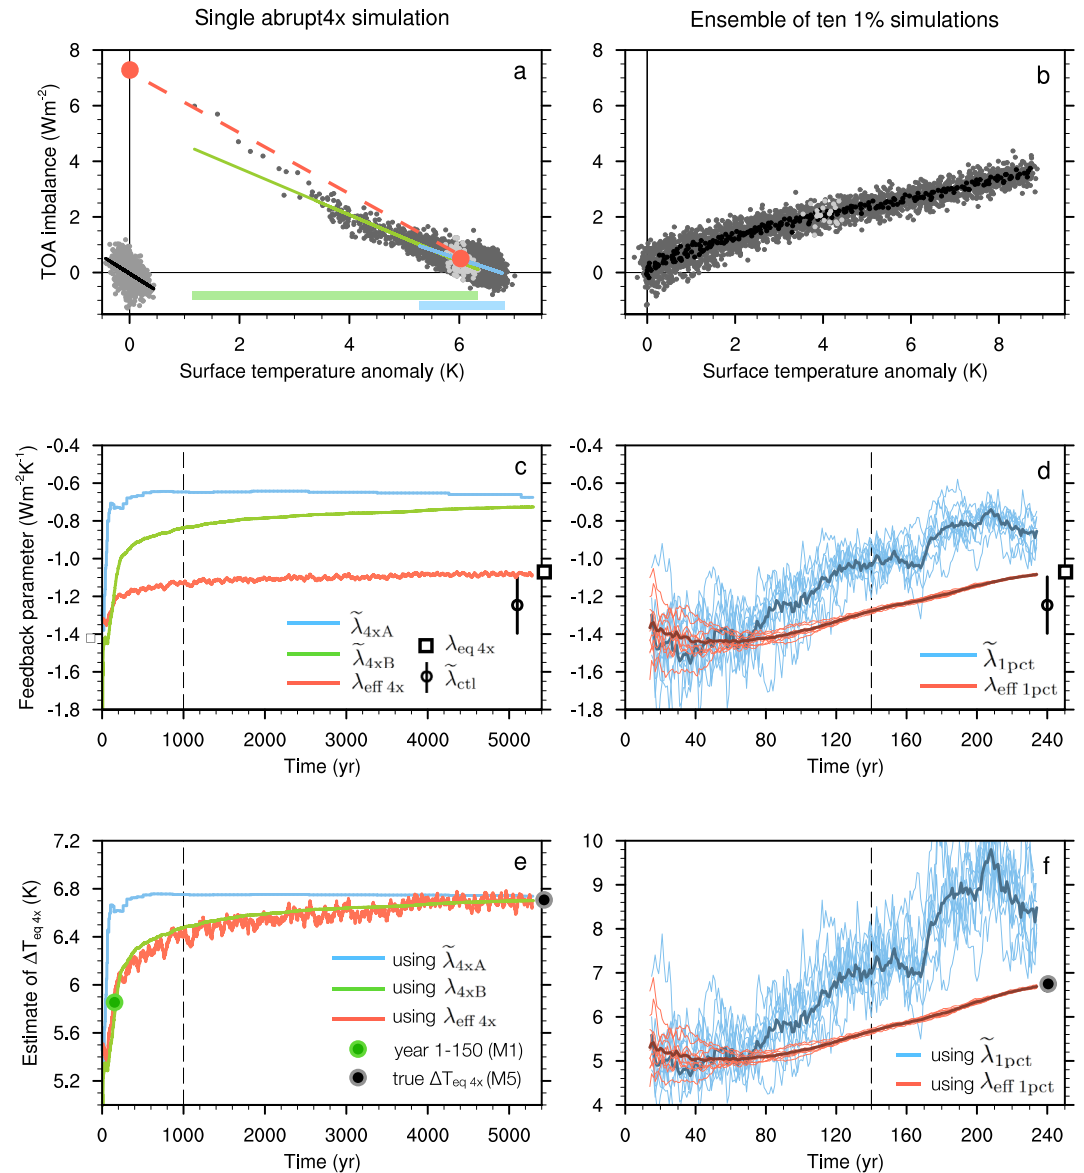 Single abrupt4x simulation
Ensemble of ten 1% simulations
8
6
4
2
0
TOA imbalance (Wm⁻²)
a
0 2 4 6
Surface temperature anomaly (K)
8
6
4
2
0
b
0 2 4 6 8
Surface temperature anomaly (K)
-0.4
-0.6
-0.8
-1.0
-1.2
-1.4
-1.6
-1.8
Feedback parameter (Wm⁻²K⁻¹)
c
λ̃4xA
λ̃4xB
λeff 4x
λeq 4x
λ̃ctl
0 1000 2000 3000 4000 5000
Time (yr)
-0.4
-0.6
-0.8
-1.0
-1.2
-1.4
-1.6
-1.8
d
λ̃1pct
λeff 1pct
0 40 80 120 160 200 240
Time (yr)
7.2
6.8
6.4
6
5.6
5.2
Estimate of ΔTeq 4x (K)
e
using λ̃4xA
using λ4xB
using λeff 4x
year 1-150 (M1)
true ΔTeq 4x (M5)
0 1000 2000 3000 4000 5000
Time (yr)
10
9
8
7
6
5
4
f
using λ̃1pct
using λeff 1pct
0 40 80 120 160 200 240
Time (yr)